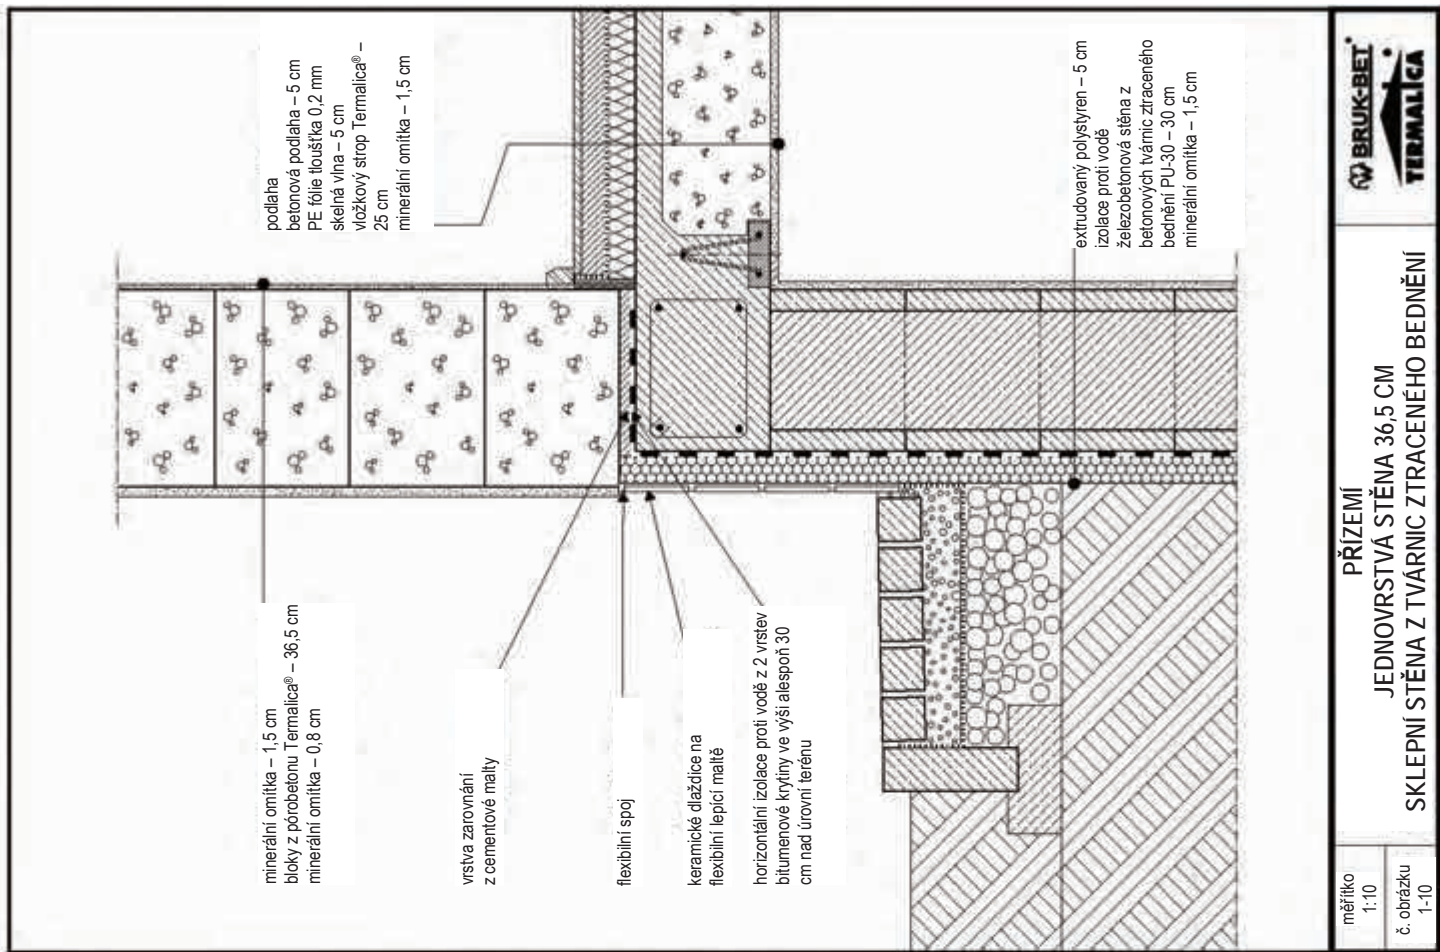 podlaha
betonová podlaha – 5 cm
PE fólie tloušťka 0,2 mm
skelná vlna – 5 cm
vložkový strop Termalica® –
25 cm
minerální omítka – 1,5 cm
extrudovaný polystyren – 5 cm
izolace proti vodě
železobetonová stěna z
betonových tvárnic ztraceného
bednění PU-30 – 30 cm
minerální omítka – 1,5 cm
minerální omítka – 1,5 cm
bloky z pórobetonu Termalica® – 36,5 cm
minerální omítka – 0,8 cm
vrstva zarovnání
z cementové malty
flexibilní spoj
keramické dlaždice na
flexibilní lepící maltě
horizontální izolace proti vodě z 2 vrstev
bitumenové krytiny ve výši alespoň 30
cm nad úrovní terénu
měřítko
1:10
č. obrázku
1-10
PŘÍZEMÍ
JEDNOVRSTVÁ STĚNA 36,5 CM
SKLEPNÍ STĚNA Z TVÁRNIC ZTRACENÉHO BEDNĚNÍ
BRUK-BET
TERMALICA